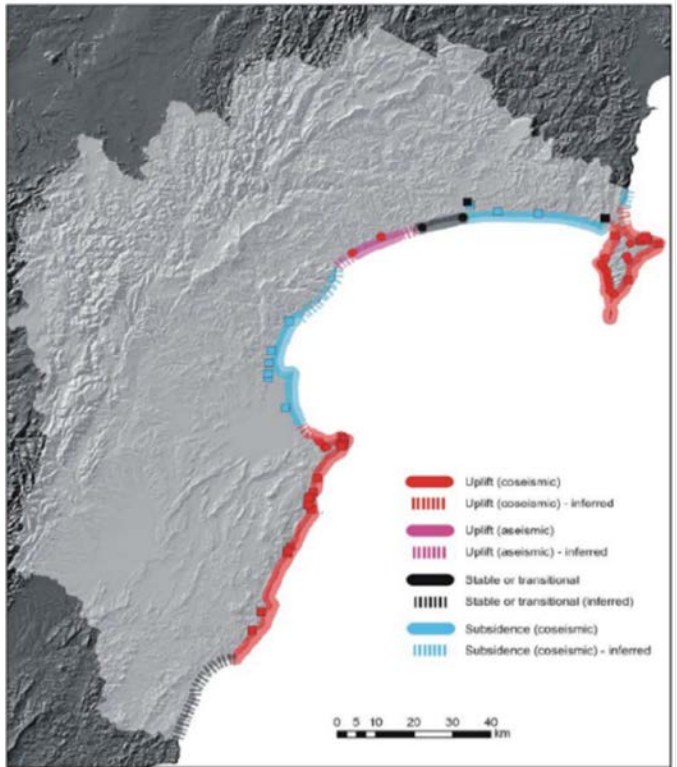 Uplift (coseismic)
Uplift (coseismic) - inferred
Uplift (aseismic)
Uplift (aseismic) - inferred
Stable or transitional
Stable or transitional (inferred)
Subsidence (coseismic)
Subsidence (coseismic) - inferred
0 5 10 20 30 40
km